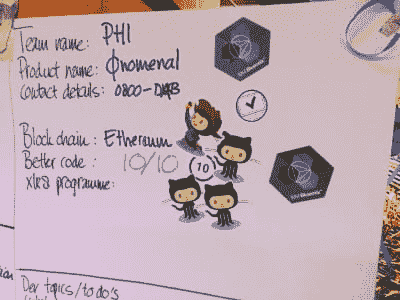 Team name: PHI
Product name: Φnomenal
Contact details: 0800-DAB
Block chain: Ethereum
Better code: 10/10
10
xlr8 programme:
Dev topics/to do's